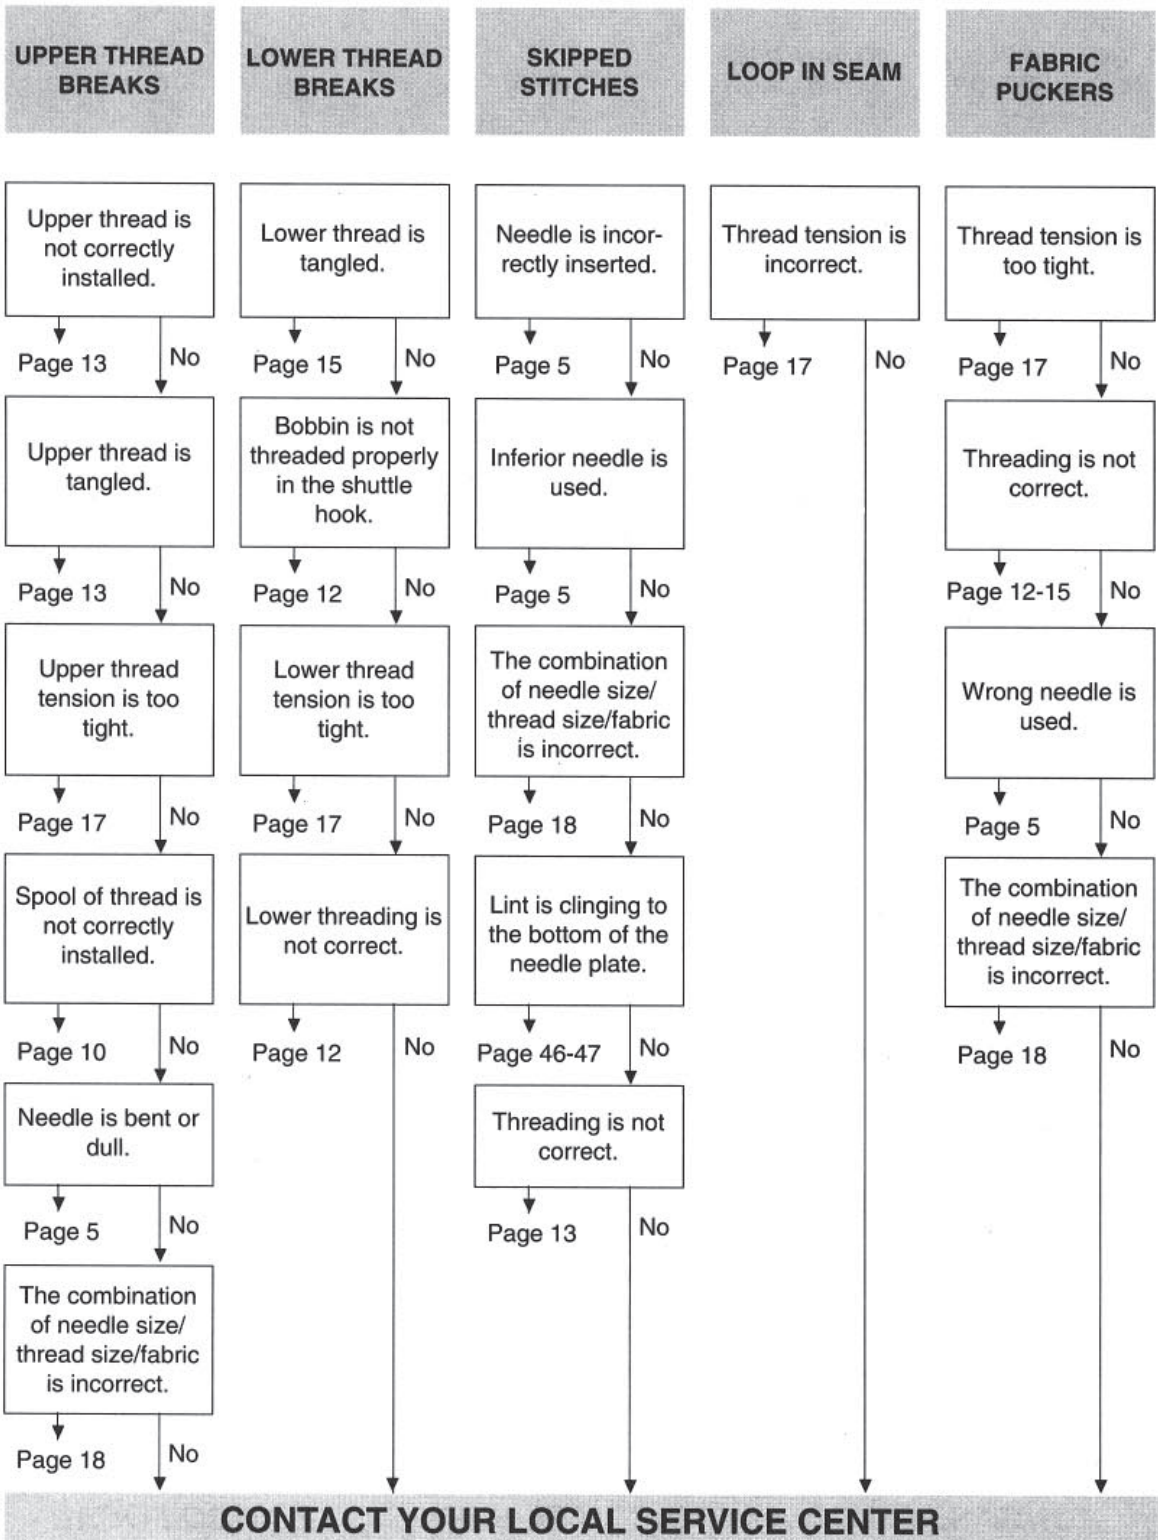 UPPER THREAD
BREAKS
Upper thread is
not correctly
installed.
Page 13
No
Upper thread is
tangled.
Page 13
No
Upper thread
tension is too
tight.
Page 17
No
Spool of thread is
not correctly
installed.
Page 10
No
Needle is bent or
dull.
Page 5
No
The combination
of needle size/
thread size/fabric
is incorrect.
Page 18
No
LOWER THREAD
BREAKS
Lower thread is
tangled.
Page 15
No
Bobbin is not
threaded properly
in the shuttle
hook.
Page 12
No
Lower thread
tension is too
tight.
Page 17
No
Lower threading is
not correct.
Page 12
No
SKIPPED
STITCHES
Needle is incor-
rectly inserted.
Page 5
No
Inferior needle is
used.
Page 5
No
The combination
of needle size/
thread size/fabric
is incorrect.
Page 18
No
Lint is clinging to
the bottom of the
needle plate.
Page 46-47
No
Threading is not
correct.
Page 13
No
LOOP IN SEAM
Thread tension is
incorrect.
Page 17
No
FABRIC
PUCKERS
Thread tension is
too tight.
Page 17
No
Threading is not
correct.
Page 12-15
No
Wrong needle is
used.
Page 5
No
The combination
of needle size/
thread size/fabric
is incorrect.
Page 18
No
CONTACT YOUR LOCAL SERVICE CENTER